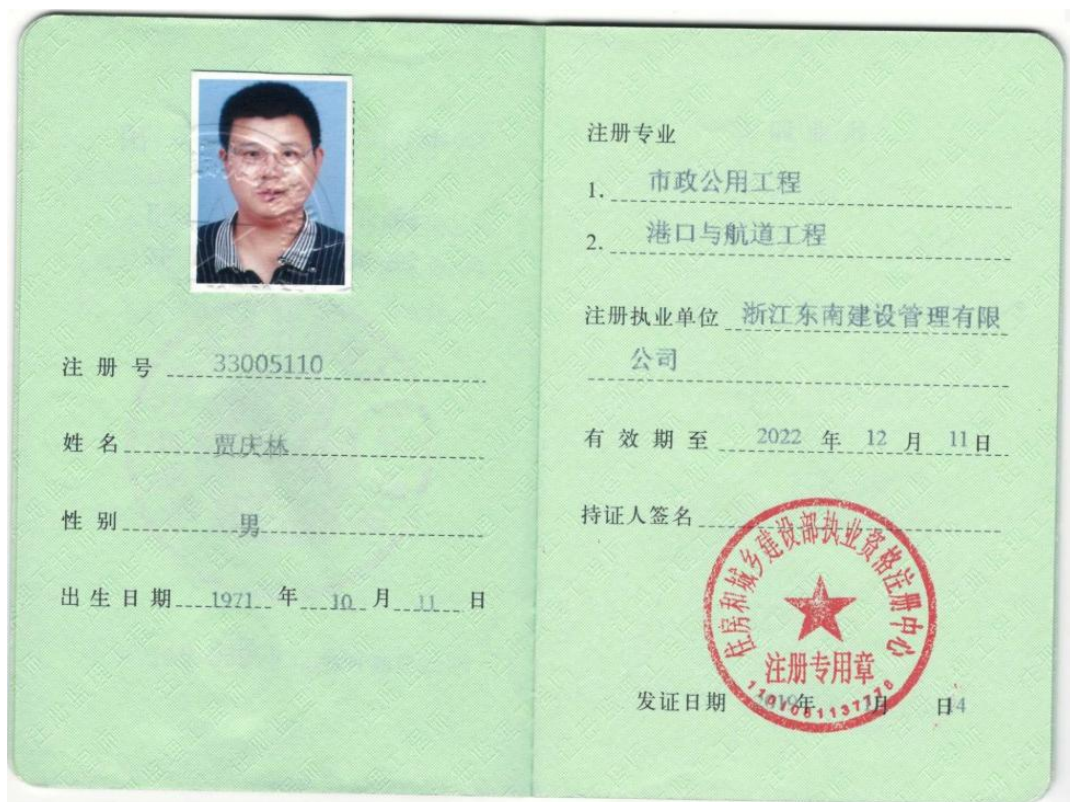 注册号 33005110
姓名 贾庆林
性别 男
出生日期 1971 年 10 月 11 日
注册专业
1. 市政公用工程
2. 港口与航道工程
注册执业单位 浙江东南建设管理有限
公司
有效期至 2022 年 12 月 11 日
持证人签名
住房和城乡建设部执业资格注册中心
注册专用章
发证日期 2019 年 月 日 14